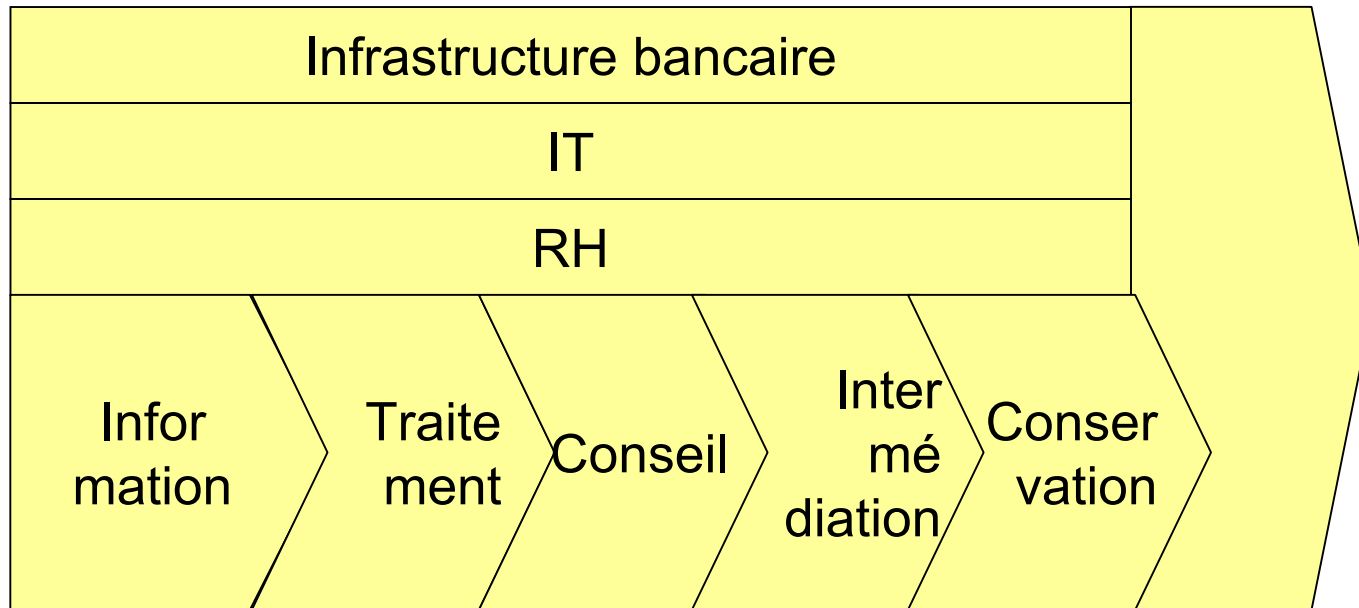 Infrastructure bancaire
IT
RH
Infor
mation
Traite
ment
Conseil
Inter
mé
diation
Conser
vation